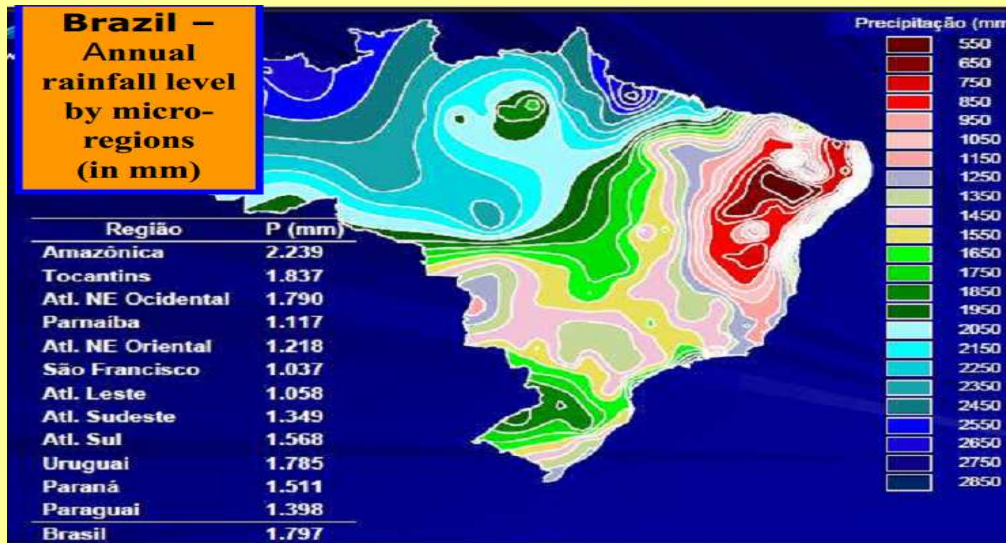 Brazil –
Annual
rainfall level
by micro-
regions
(in mm)
Região P (mm)
Amazônica 2.239
Tocantins 1.837
Atl. NE Ocidental 1.790
Parnaíba 1.117
Atl. NE Oriental 1.218
São Francisco 1.037
Atl. Leste 1.058
Atl. Sudeste 1.349
Atl. Sul 1.568
Uruguai 1.785
Paraná 1.511
Paraguai 1.398
Brasil 1.797
Precipitação (mm
550
650
750
850
950
1050
1150
1250
1350
1450
1550
1650
1750
1850
1950
2050
2150
2250
2350
2450
2550
2650
2750
2850